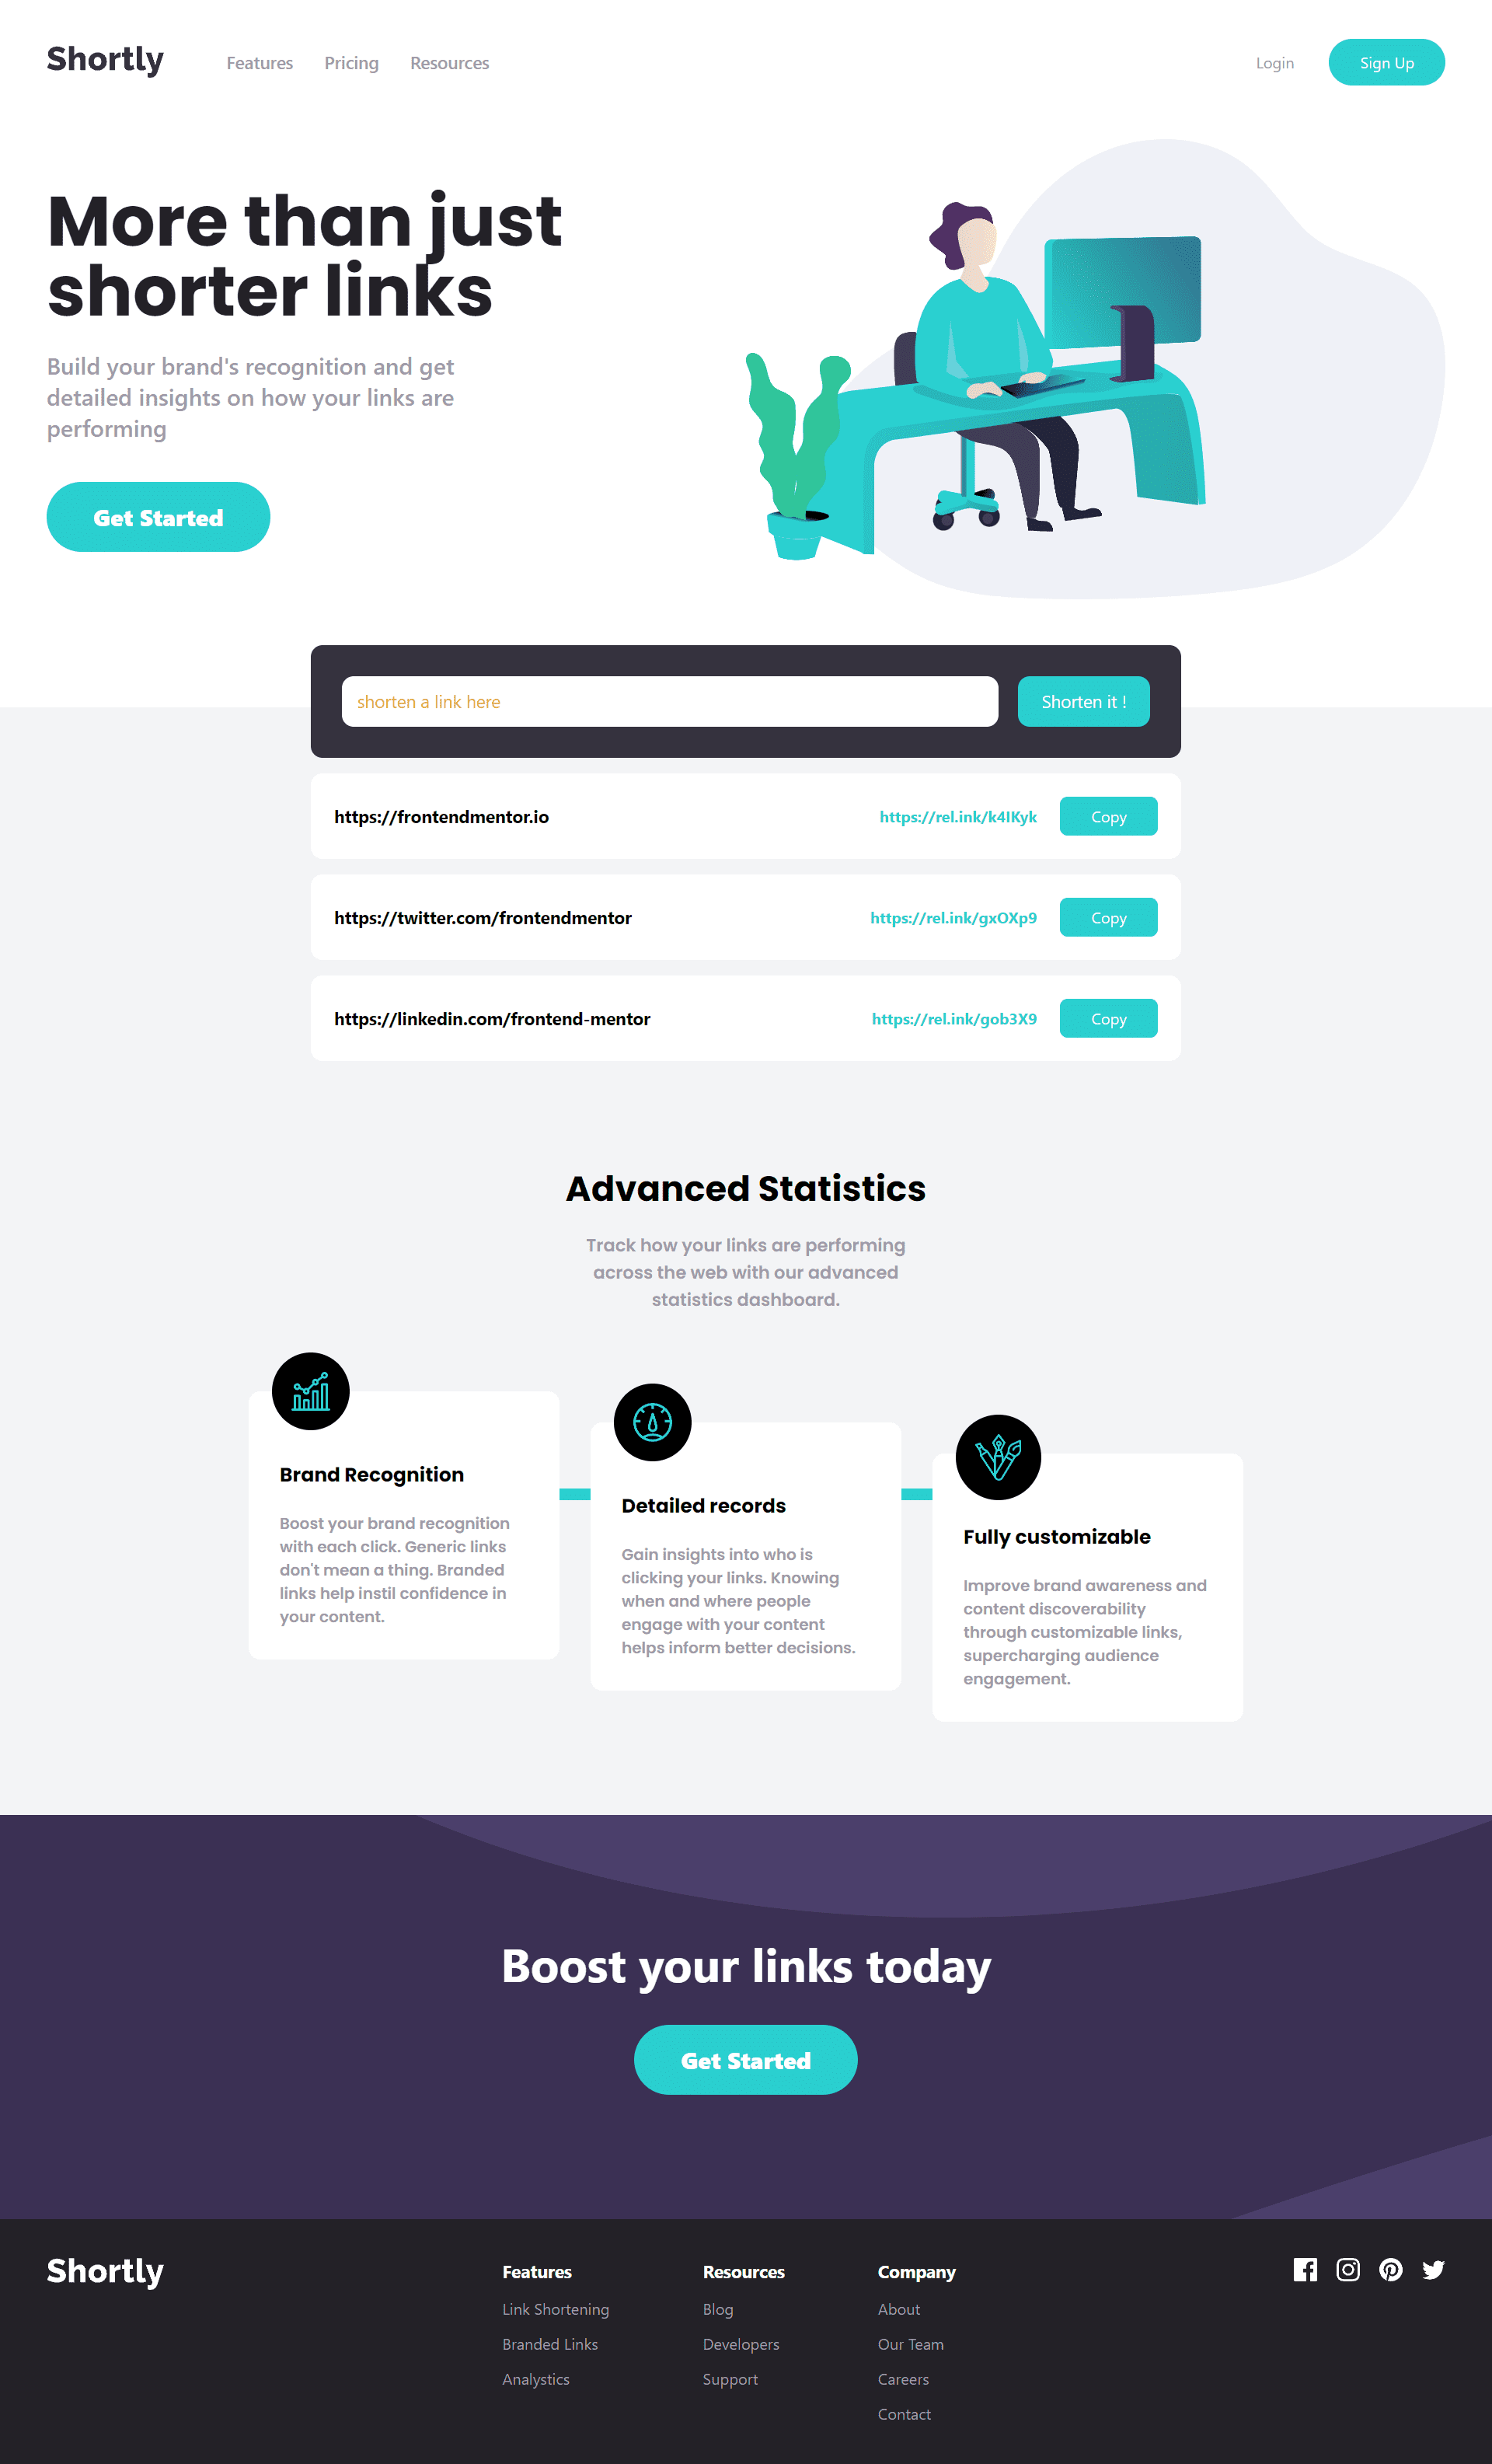 Shortly
Features
Pricing
Resources
Login
Sign Up
More than just
shorter links
Build your brand's recognition and get
detailed insights on how your links are
performing
Get Started
shorten a link here
Shorten it !
https://frontendmentor.io
https://rel.ink/k4IKyk
Copy
https://twitter.com/frontendmentor
https://rel.ink/gxOXp9
Copy
https://linkedin.com/frontend-mentor
https://rel.ink/gob3X9
Copy
Advanced Statistics
Track how your links are performing
across the web with our advanced
statistics dashboard.
Brand Recognition
Boost your brand recognition
with each click. Generic links
don't mean a thing. Branded
links help instil confidence in
your content.
Detailed records
Gain insights into who is
clicking your links. Knowing
when and where people
engage with your content
helps inform better decisions.
Fully customizable
Improve brand awareness and
content discoverability
through customizable links,
supercharging audience
engagement.
Boost your links today
Get Started
Shortly
Features
Link Shortening
Branded Links
Analystics
Resources
Blog
Developers
Support
Company
About
Our Team
Careers
Contact